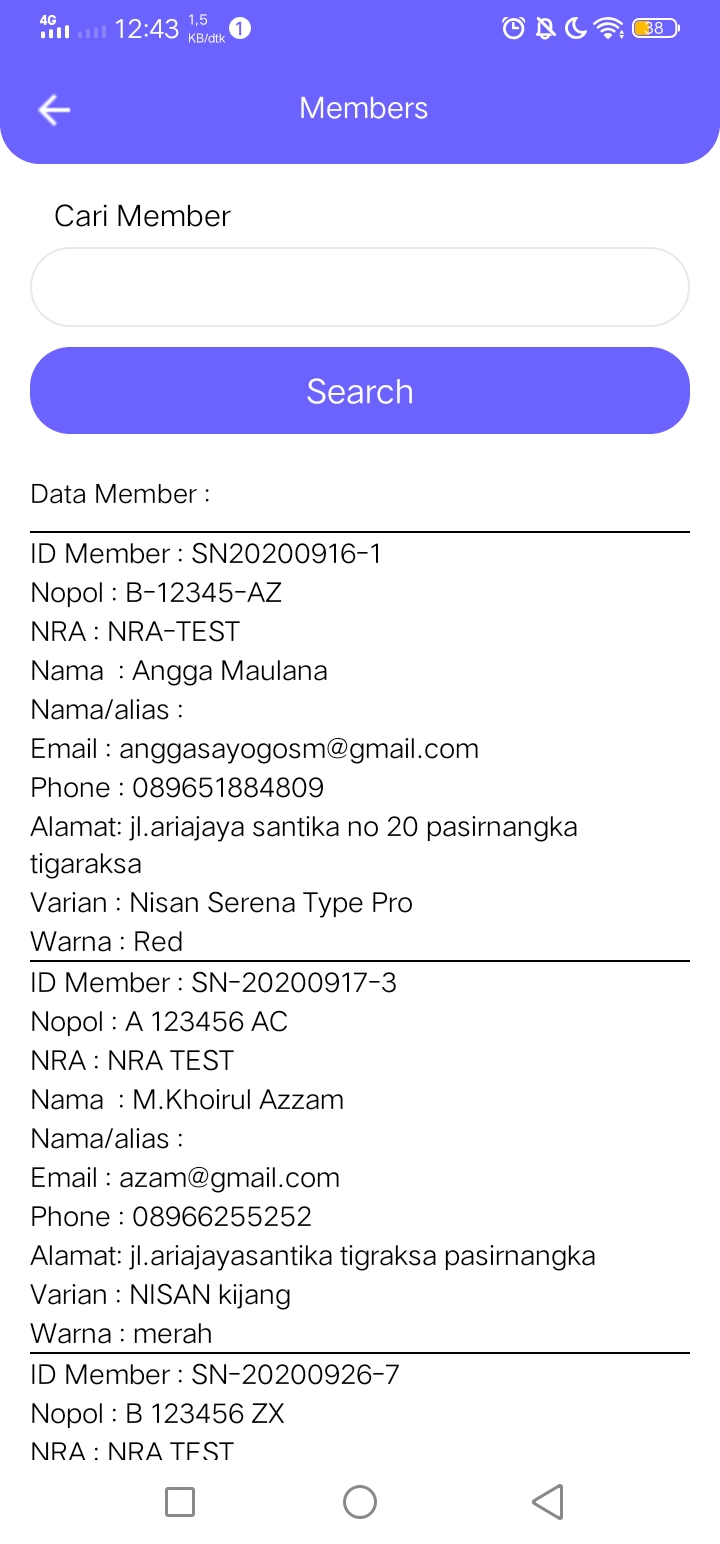 4G 12:43 1,5 KB/dtk 1 38
Members
Cari Member
Search
Data Member :
ID Member : SN20200916-1
Nopol : B-12345-AZ
NRA : NRA-TEST
Nama  : Angga Maulana
Nama/alias :
Email : anggasayogosm@gmail.com
Phone : 089651884809
Alamat: jl.ariajaya santika no 20 pasirnangka
tigaraksa
Varian : Nisan Serena Type Pro
Warna : Red
ID Member : SN-20200917-3
Nopol : A 123456 AC
NRA : NRA TEST
Nama  : M.Khoirul Azzam
Nama/alias :
Email : azam@gmail.com
Phone : 08966255252
Alamat: jl.ariajayasantika tigraksa pasirnangka
Varian : NISAN kijang
Warna : merah
ID Member : SN-20200926-7
Nopol : B 123456 ZX
NRA : NRA TEST